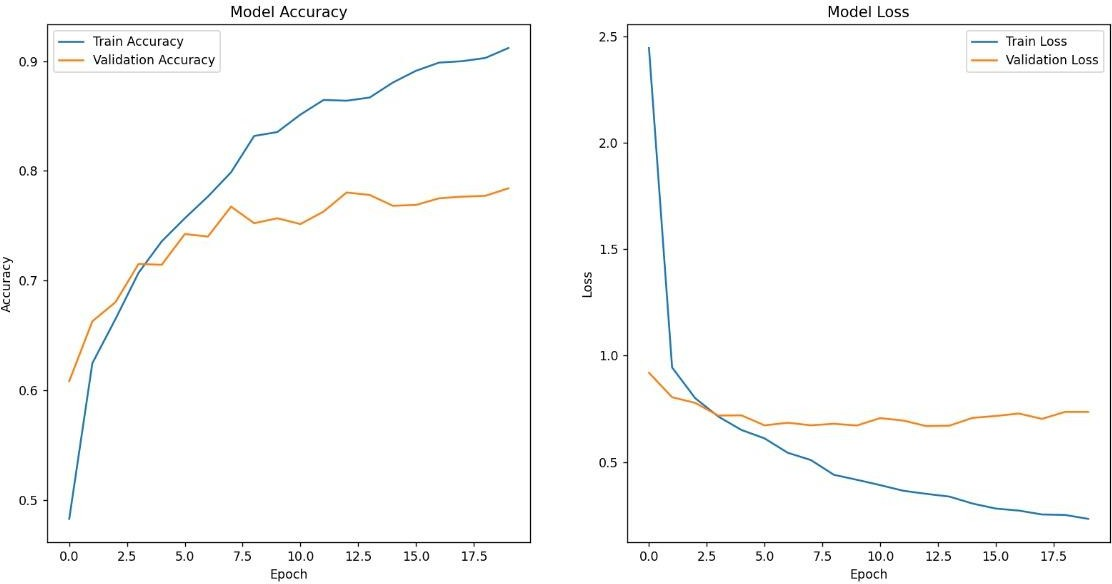 Model Accuracy
Train Accuracy
Validation Accuracy
0.9
0.8
0.7
0.6
0.5
Accuracy
0.0 2.5 5.0 7.5 10.0 12.5 15.0 17.5
Epoch
Model Loss
Train Loss
Validation Loss
2.5
2.0
1.5
1.0
0.5
Loss
0.0 2.5 5.0 7.5 10.0 12.5 15.0 17.5
Epoch